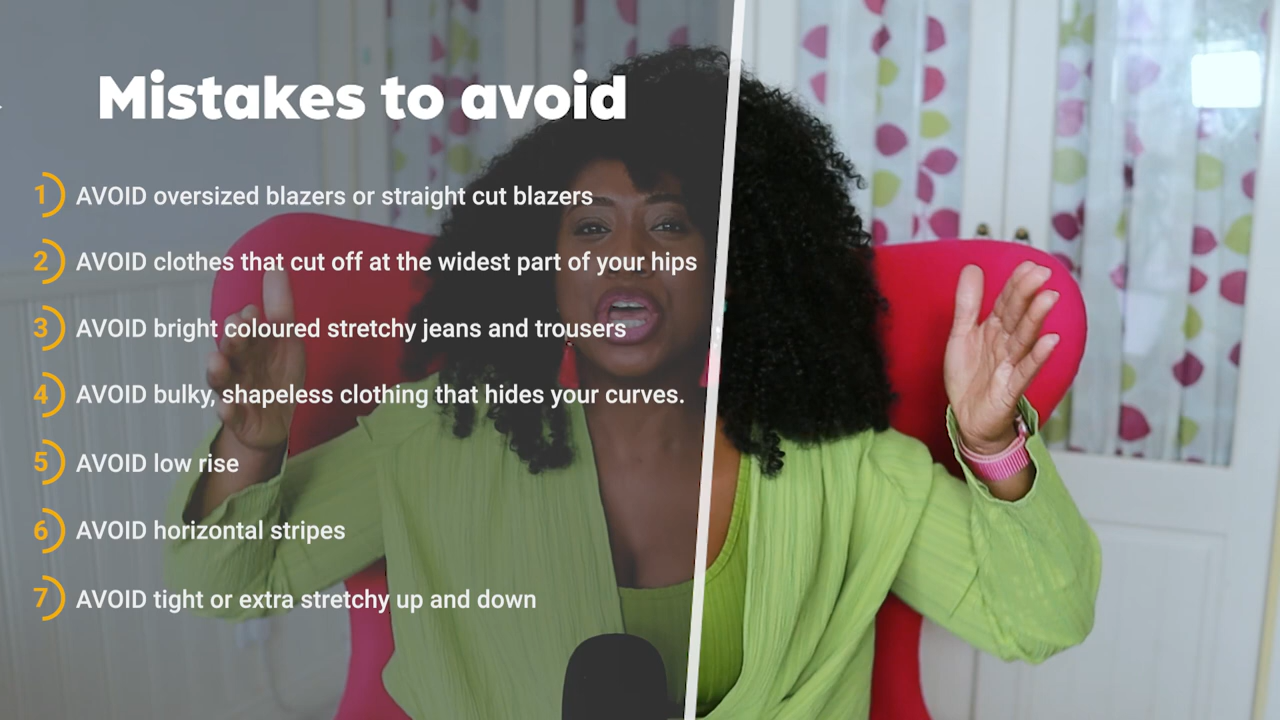 Mistakes to avoid
1 AVOID oversized blazers or straight cut blazers
2 AVOID clothes that cut off at the widest part of your hips
3 AVOID bright coloured stretchy jeans and trousers
4 AVOID bulky, shapeless clothing that hides your curves.
5 AVOID low rise
6 AVOID horizontal stripes
7 AVOID tight or extra stretchy up and down